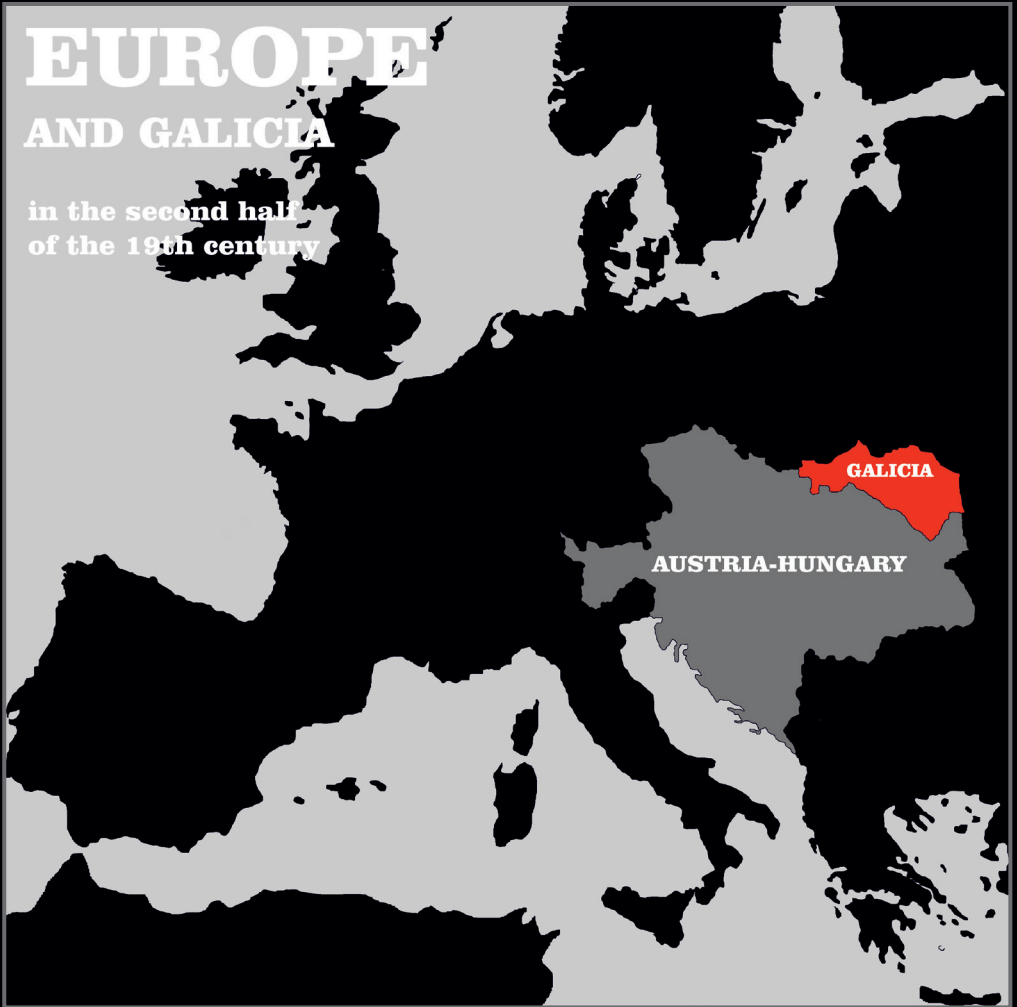 EUROPE
AND GALICIA
in the second half
of the 19th century
GALICIA
AUSTRIA-HUNGARY